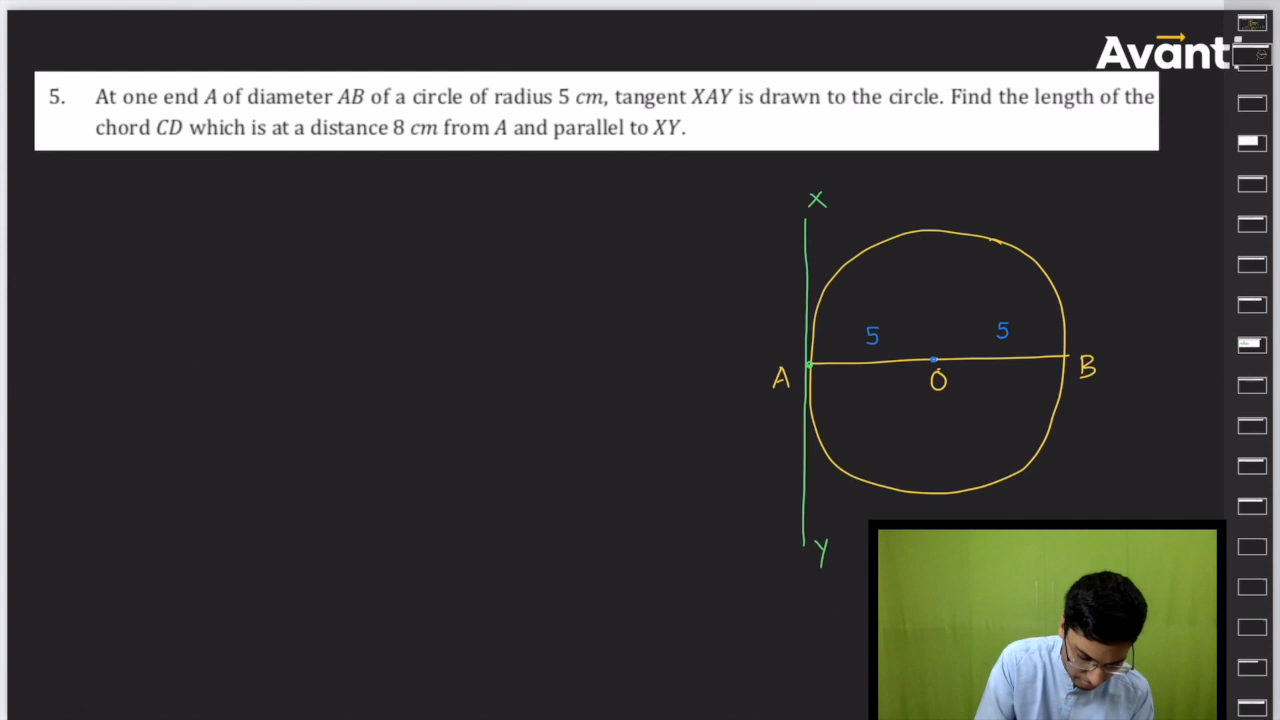 Avant
5. At one end A of diameter AB of a circle of radius 5 cm, tangent XAY is drawn to the circle. Find the length of the
chord CD which is at a distance 8 cm from A and parallel to XY.
X
5 5
A O B
Y